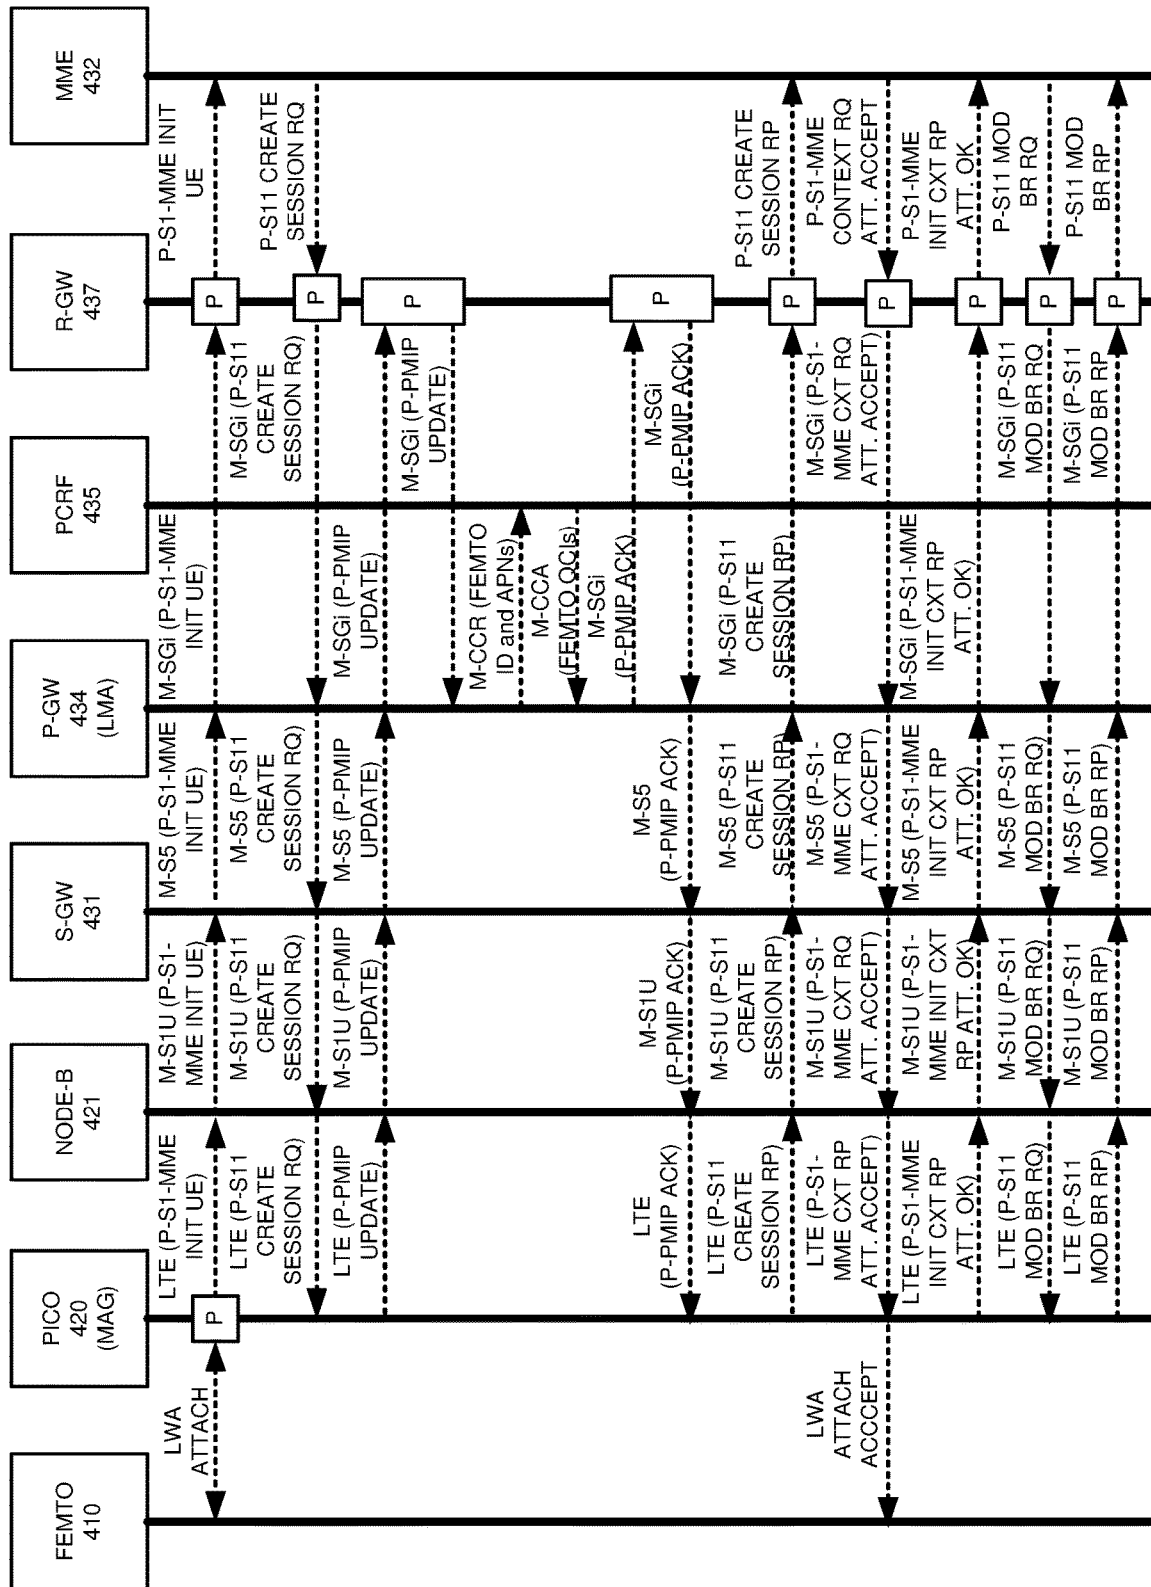 FEMTO
410
PICO
420
(MAG)
NODE-B
421
S-GW
431
P-GW
434
(LMA)
PCRF
435
R-GW
437
MME
432
LWA
ATTACH
P
LTE (P-S1-MME
INIT UE)
M-S1U (P-S1-
MME INIT UE)
M-S5 (P-S1-MME
INIT UE)
M-SGi (P-S1-MME
INIT UE)
P
P-S1-MME INIT
UE
LTE (P-S11
CREATE
SESSION RQ)
M-S1U (P-S11
CREATE
SESSION RQ)
M-S5 (P-S11
CREATE
SESSION RQ)
M-SGi (P-S11
CREATE
SESSION RQ)
P
P-S11 CREATE
SESSION RQ
LTE (P-PMIP
UPDATE)
M-S1U (P-PMIP
UPDATE)
M-S5 (P-PMIP
UPDATE)
M-SGi (P-PMIP
UPDATE)
P
M-SGi (P-PMIP
UPDATE)
M-CCR (FEMTO
ID and APNs)
M-CCA
(FEMTO QCIs)
M-SGi
(P-PMIP ACK)
P
LTE
(P-PMIP ACK)
M-S1U
(P-PMIP ACK)
M-S5
(P-PMIP ACK)
M-SGi
(P-PMIP ACK)
LTE (P-S11
CREATE
SESSION RP)
M-S1U (P-S11
CREATE
SESSION RP)
M-S5 (P-S11
CREATE
SESSION RP)
M-SGi (P-S11
CREATE
SESSION RP)
P
P-S11 CREATE
SESSION RP
LWA
ATTACH
ACCCEPT
LTE (P-S1-
MME CXT RP
ATT. ACCEPT)
M-S1U (P-S1-
MME CXT RQ
ATT. ACCEPT)
M-S5 (P-S1-
MME CXT RQ
ATT. ACCEPT)
M-SGi (P-S1-
MME CXT RQ
ATT. ACCEPT)
P
P-S1-MME
CONTEXT RQ
ATT. ACCEPT
LTE (P-S1-MME
INIT CXT RP
ATT. OK)
M-S1U (P-S1-
MME INIT CXT
RP ATT. OK)
M-S5 (P-S1-MME
INIT CXT RP
ATT. OK)
M-SGi (P-S1-MME
INIT CXT RP
ATT. OK)
P
P-S1-MME
INIT CXT RP
ATT. OK
LTE (P-S11
MOD BR RQ)
M-S1U (P-S11
MOD BR RQ)
M-S5 (P-S11
MOD BR RQ)
M-SGi (P-S11
MOD BR RQ
P
P-S11 MOD
BR RQ
LTE (P-S11
MOD BR RP)
M-S1U (P-S11
MOD BR RP)
M-S5 (P-S11
MOD BR RP)
M-SGi (P-S11
MOD BR RP
P
P-S11 MOD
BR RP